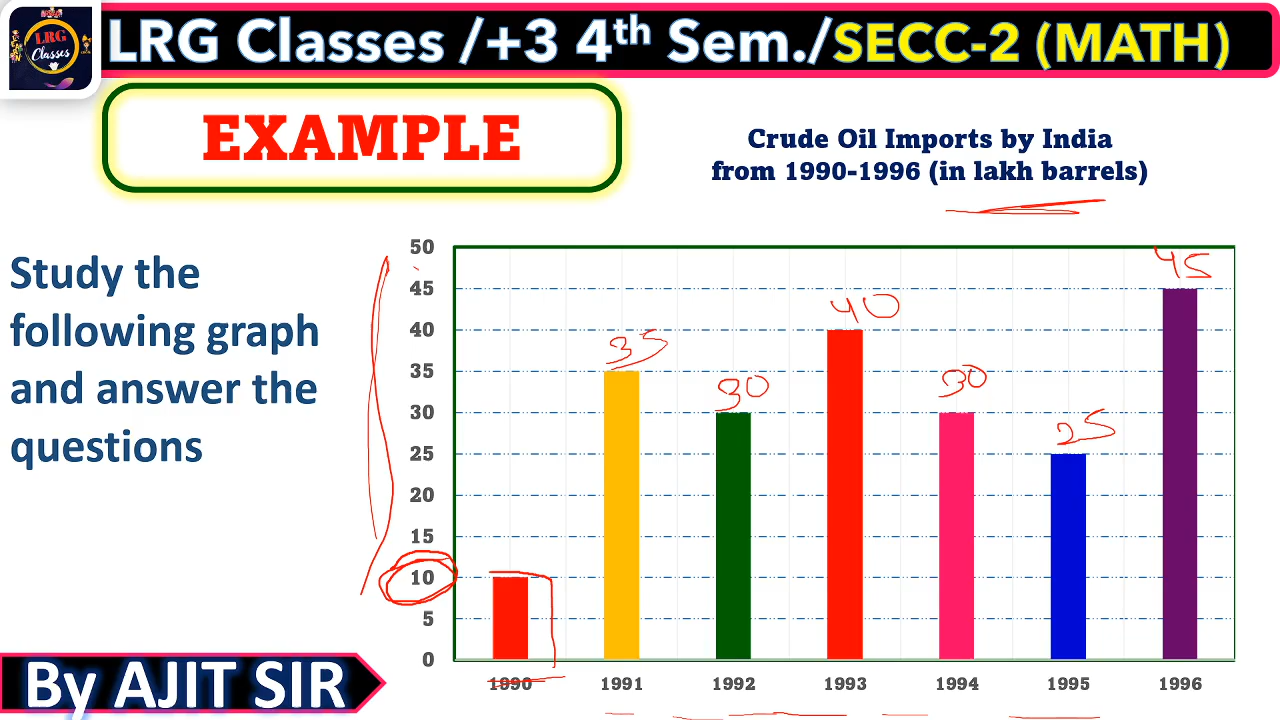 LRG Classes
LRG Classes /+3 4th Sem./SECC-2 (MATH)
EXAMPLE
Crude Oil Imports by India
from 1990-1996 (in lakh barrels)
Study the
following graph
and answer the
questions
50
45
40
35
30
25
20
15
10
5
0
35
30
40
30
25
45
1990 1991 1992 1993 1994 1995 1996
By AJIT SIR